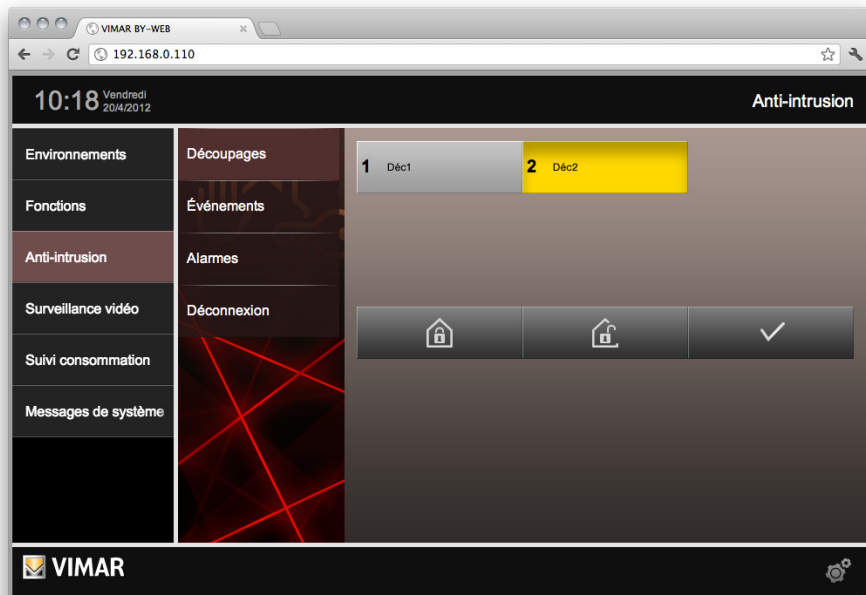 VIMAR BY-WEB
192.168.0.110
10:18 Vendredi
20/4/2012
Anti-intrusion
Environnements
Fonctions
Anti-intrusion
Surveillance vidéo
Suivi consommation
Messages de système
Découpages
Événements
Alarmes
Déconnexion
1 Déc1
2 Déc2
VIMAR